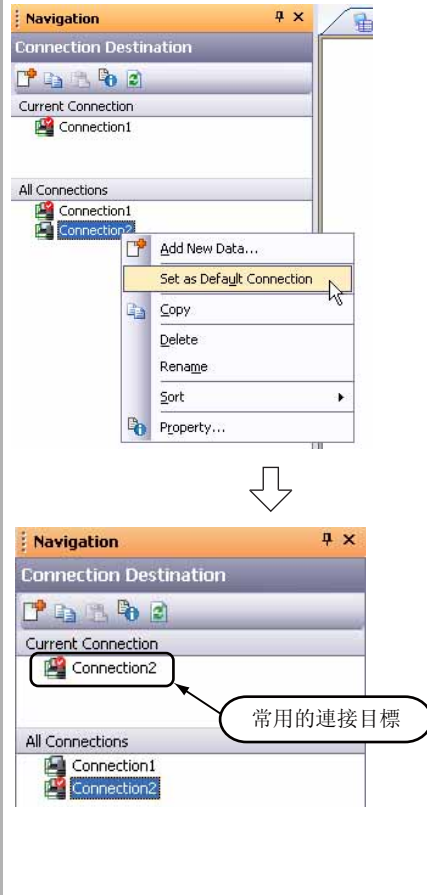 Navigation
Connection Destination
Current Connection
Connection1
All Connections
Connection1
Connection2
Add New Data...
Set as Default Connection
Copy
Delete
Rename
Sort
Property...
Navigation
Connection Destination
Current Connection
Connection2
常用的連接目標
All Connections
Connection1
Connection2